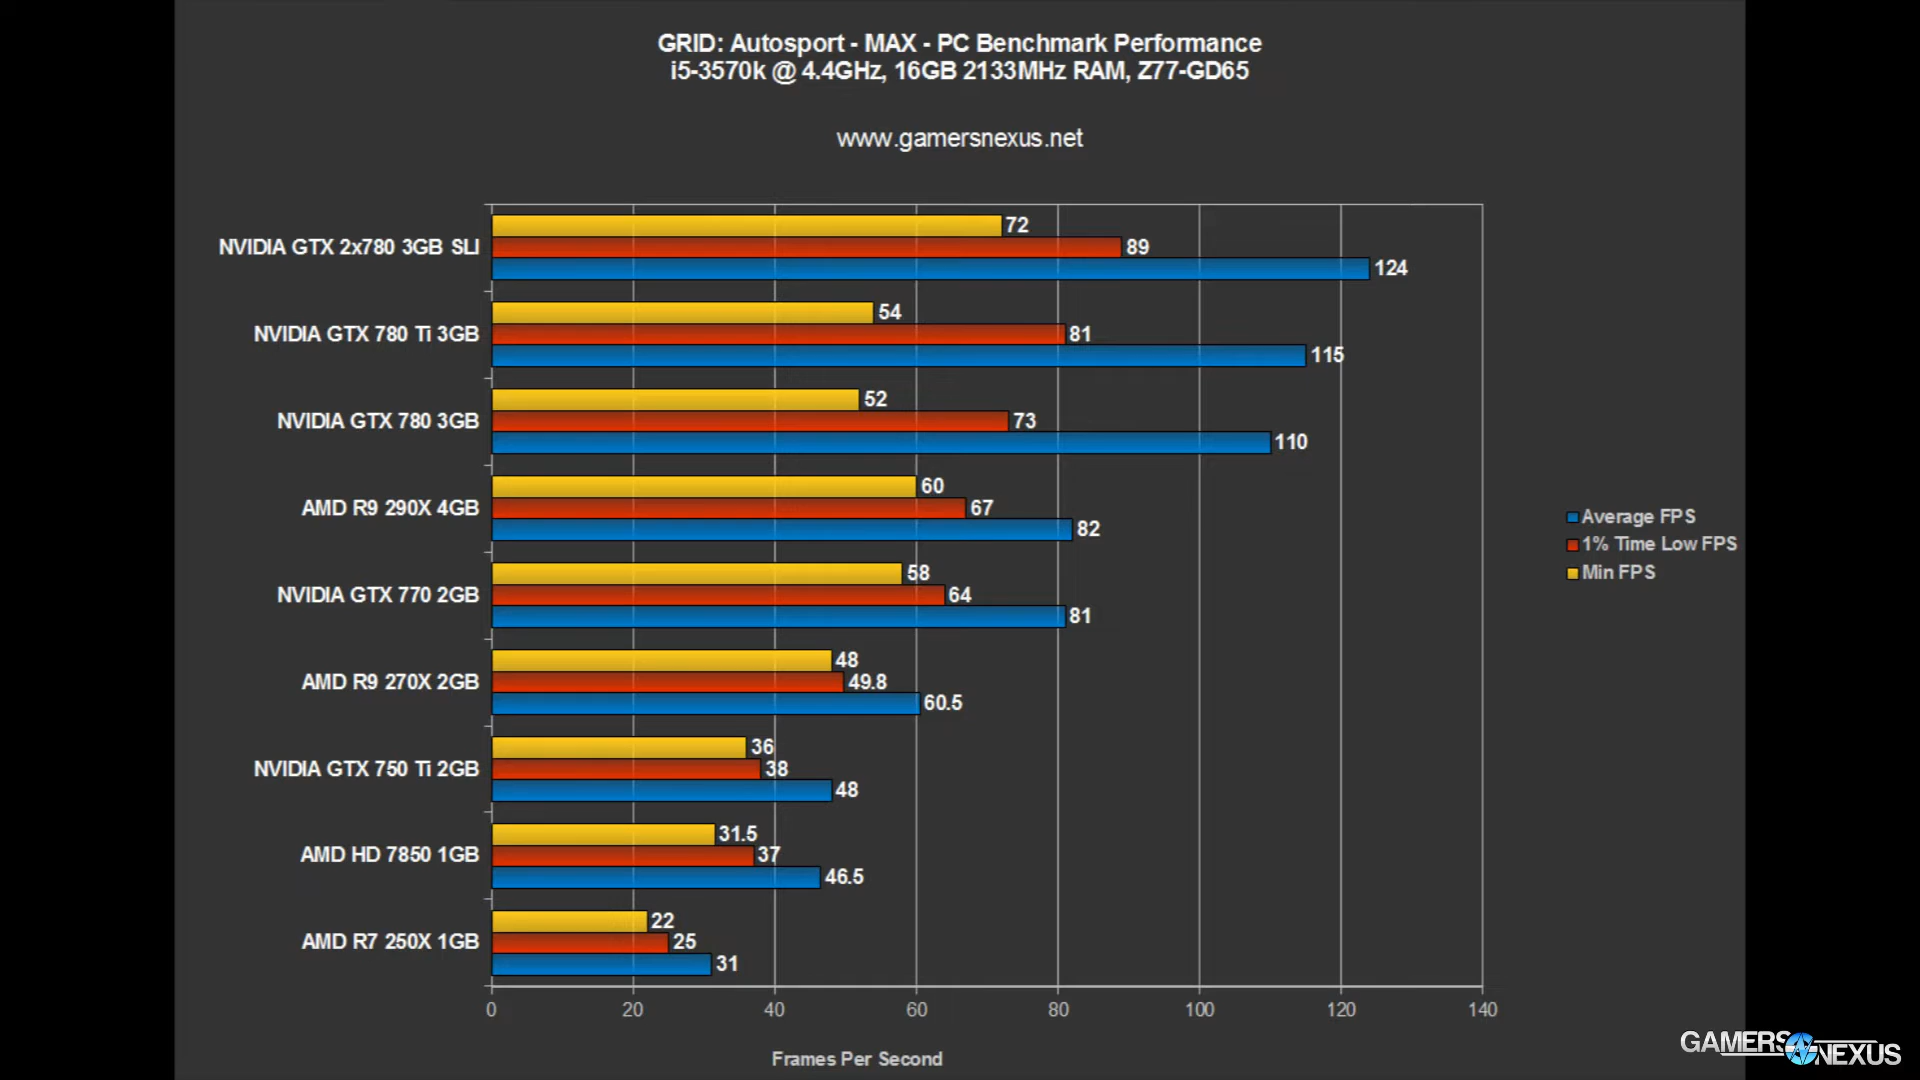 GRID: Autosport - MAX - PC Benchmark Performance
i5-3570k @ 4.4GHz, 16GB 2133MHz RAM, Z77-GD65
www.gamersnexus.net
72
NVIDIA GTX 2x780 3GB SLI 89
124
54
NVIDIA GTX 780 Ti 3GB 81
115
52
NVIDIA GTX 780 3GB 73
110
60
AMD R9 290X 4GB 67
82
58
NVIDIA GTX 770 2GB 64
81
48
AMD R9 270X 2GB 49.8
60.5
36
NVIDIA GTX 750 Ti 2GB 38
48
31.5
AMD HD 7850 1GB 37
46.5
22
AMD R7 250X 1GB 25
31
0 20 40 60 80 100 120 140
Frames Per Second
Average FPS
1% Time Low FPS
Min FPS
GAMERS NEXUS